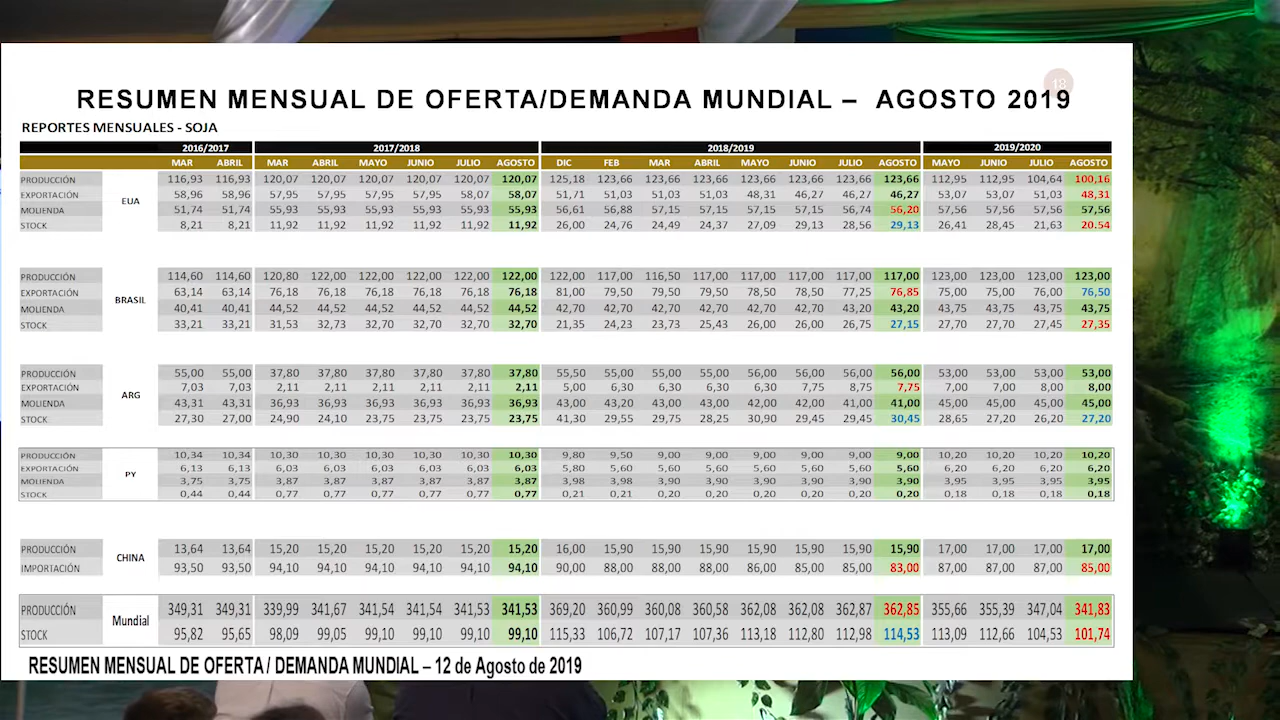 18
RESUMEN MENSUAL DE OFERTA/DEMANDA MUNDIAL – AGOSTO 2019
REPORTES MENSUALES - SOJA
2016/2017 2017/2018 2018/2019 2019/2020
MAR ABRIL MAR ABRIL MAYO JUNIO JULIO AGOSTO DIC FEB MAR ABRIL MAYO JUNIO JULIO AGOSTO MAYO JUNIO JULIO AGOSTO
PRODUCCIÓN 116,93 116,93 120,07 120,07 120,07 120,07 120,07 120,07 125,18 123,66 123,66 123,66 123,66 123,66 123,66 123,66 112,95 112,95 104,64 100,16
EXPORTACIÓN 58,96 58,96 57,95 57,95 57,95 57,95 58,07 58,07 51,71 51,03 51,03 51,03 48,31 46,27 46,27 46,27 53,07 53,07 51,03 48,31
EUA
MOLIENDA 51,74 51,74 55,93 55,93 55,93 55,93 55,93 55,93 56,61 56,88 57,15 57,15 57,15 57,15 56,74 56,20 57,56 57,56 57,56 57,56
STOCK 8,21 8,21 11,92 11,92 11,92 11,92 11,92 11,92 26,00 24,76 24,49 24,37 27,09 29,13 28,56 29,13 26,41 28,45 21,63 20.54
PRODUCCIÓN 114,60 114,60 120,80 122,00 122,00 122,00 122,00 122,00 122,00 117,00 116,50 117,00 117,00 117,00 117,00 117,00 123,00 123,00 123,00 123,00
EXPORTACIÓN 63,14 63,14 76,18 76,18 76,18 76,18 76,18 76,18 81,00 79,50 79,50 79,50 78,50 78,50 77,25 76,85 75,00 75,00 76,00 76,50
BRASIL
MOLIENDA 40,41 40,41 44,52 44,52 44,52 44,52 44,52 44,52 42,70 42,70 42,70 42,70 42,70 42,70 43,20 43,20 43,75 43,75 43,75 43,75
STOCK 33,21 33,21 31,53 32,73 32,70 32,70 32,70 32,70 21,35 24,23 23,73 25,43 26,00 26,00 26,75 27,15 27,70 27,70 27,45 27,35
PRODUCCIÓN 55,00 55,00 37,80 37,80 37,80 37,80 37,80 37,80 55,50 55,00 55,00 55,00 56,00 56,00 56,00 56,00 53,00 53,00 53,00 53,00
EXPORTACIÓN 7,03 7,03 2,11 2,11 2,11 2,11 2,11 2,11 5,00 6,30 6,30 6,30 6,30 7,75 8,75 7,75 7,00 7,00 8,00 8,00
ARG
MOLIENDA 43,31 43,31 36,93 36,93 36,93 36,93 36,93 36,93 43,00 43,20 43,00 43,00 42,00 42,00 41,00 41,00 45,00 45,00 45,00 45,00
STOCK 27,30 27,00 24,90 24,10 23,75 23,75 23,75 23,75 41,30 29,55 29,75 28,25 30,90 29,45 29,45 30,45 28,65 27,20 26,20 27,20
PRODUCCIÓN 10,34 10,34 10,30 10,30 10,30 10,30 10,30 10,30 9,80 9,50 9,00 9,00 9,00 9,00 9,00 9,00 10,20 10,20 10,20 10,20
EXPORTACIÓN 6,13 6,13 6,03 6,03 6,03 6,03 6,03 6,03 5,80 5,60 5,60 5,60 5,60 5,60 5,60 5,60 6,20 6,20 6,20 6,20
PY
MOLIENDA 3,75 3,75 3,87 3,87 3,87 3,87 3,87 3,87 3,98 3,98 3,90 3,90 3,90 3,90 3,90 3,90 3,95 3,95 3,95 3,95
STOCK 0,44 0,44 0,77 0,77 0,77 0,77 0,77 0,77 0,21 0,21 0,20 0,20 0,20 0,20 0,20 0,20 0,18 0,18 0,18 0,18
PRODUCCIÓN 13,64 13,64 15,20 15,20 15,20 15,20 15,20 15,20 16,00 15,90 15,90 15,90 15,90 15,90 15,90 15,90 17,00 17,00 17,00 17,00
CHINA
IMPORTACIÓN 93,50 93,50 94,10 94,10 94,10 94,10 94,10 94,10 90,00 88,00 88,00 88,00 86,00 85,00 85,00 83,00 87,00 87,00 87,00 85,00
PRODUCCIÓN 349,31 349,31 339,99 341,67 341,54 341,54 341,53 341,53 369,20 360,99 360,08 360,58 362,08 362,08 362,87 362,85 355,66 355,39 347,04 341,83
Mundial
STOCK 95,82 95,65 98,09 99,05 99,10 99,10 99,10 99,10 115,33 106,72 107,17 107,36 113,18 112,80 112,98 114,53 113,09 112,66 104,53 101,74
RESUMEN MENSUAL DE OFERTA / DEMANDA MUNDIAL – 12 de Agosto de 2019